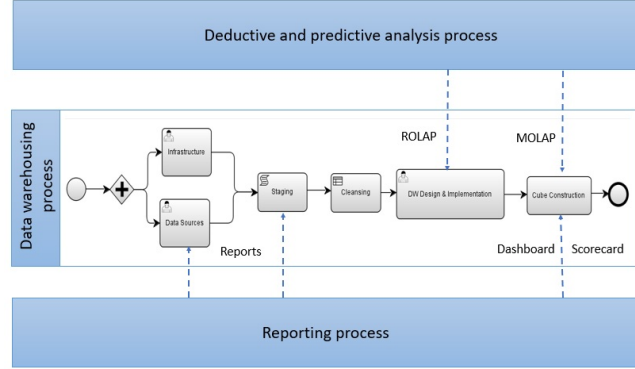 Deductive and predictive analysis process
Data warehousing
process
ROLAP
MOLAP
Infrastructure
Data Sources
Staging
Cleansing
DW Design & Implementation
Cube Construction
Reports
Dashboard
Scorecard
Reporting process